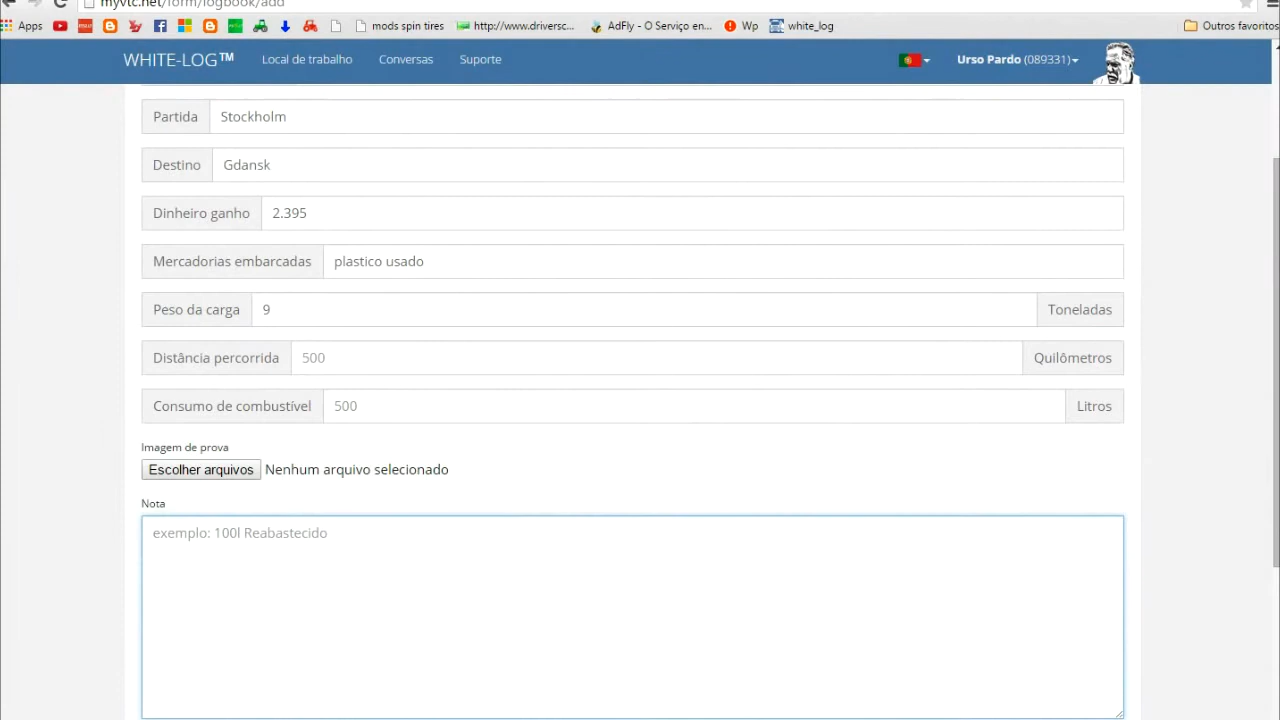 myvtc.net/form/logbook/add
Apps mods spin tires http://www.driversc... AdFly - O Serviço en... Wp white_log Outros favoritos
WHITE-LOG™ Local de trabalho Conversas Suporte Urso Pardo (089331)
Partida Stockholm
Destino Gdansk
Dinheiro ganho 2.395
Mercadorias embarcadas plastico usado
Peso da carga 9 Toneladas
Distância percorrida 500 Quilômetros
Consumo de combustível 500 Litros
Imagem de prova
Escolher arquivos Nenhum arquivo selecionado
Nota
exemplo: 100l Reabastecido